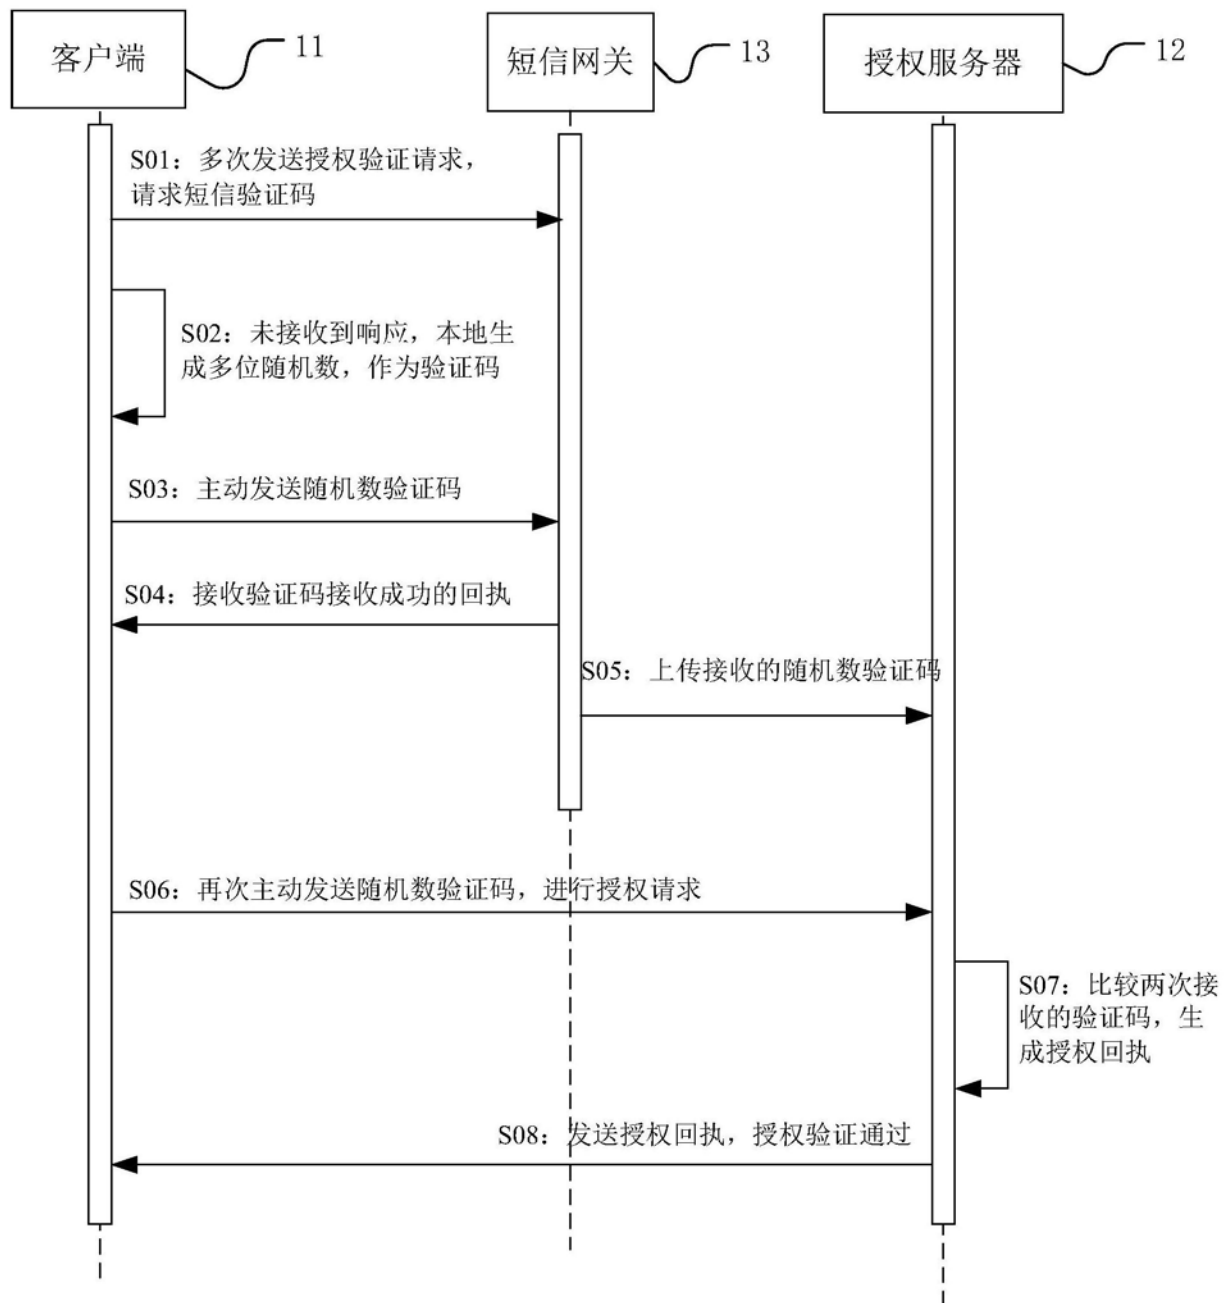 客户端
11
短信网关
13
授权服务器
12
S01：多次发送授权验证请求，
请求短信验证码
S02：未接收到响应，本地生
成多位随机数，作为验证码
S03：主动发送随机数验证码
S04：接收验证码接收成功的回执
S05：上传接收的随机数验证码
S06：再次主动发送随机数验证码，进行授权请求
S07：比较两次接
收的验证码，生
成授权回执
S08：发送授权回执，授权验证通过